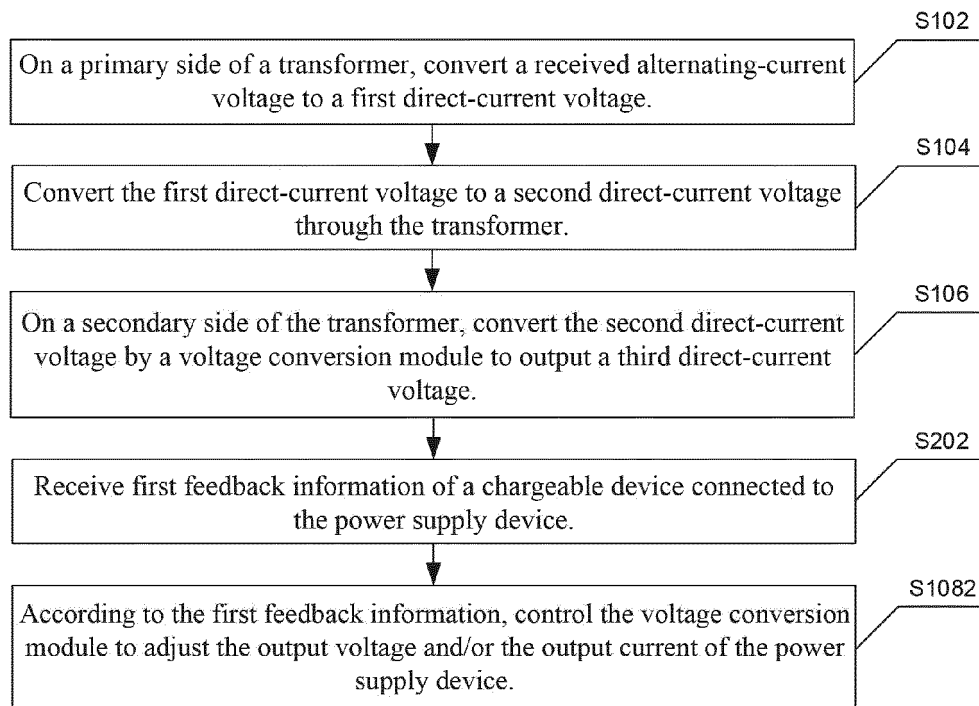 S102
On a primary side of a transformer, convert a received alternating-current
voltage to a first direct-current voltage.
S104
Convert the first direct-current voltage to a second direct-current voltage
through the transformer.
S106
On a secondary side of the transformer, convert the second direct-current
voltage by a voltage conversion module to output a third direct-current
voltage.
S202
Receive first feedback information of a chargeable device connected to
the power supply device.
S1082
According to the first feedback information, control the voltage conversion
module to adjust the output voltage and/or the output current of the power
supply device.